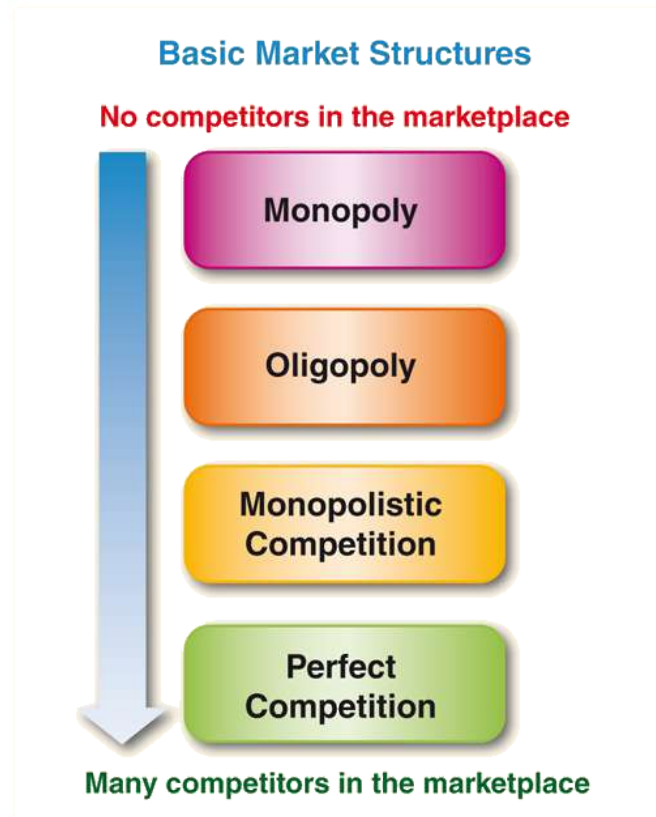 Basic Market Structures
No competitors in the marketplace
Monopoly
Oligopoly
Monopolistic
Competition
Perfect
Competition
Many competitors in the marketplace